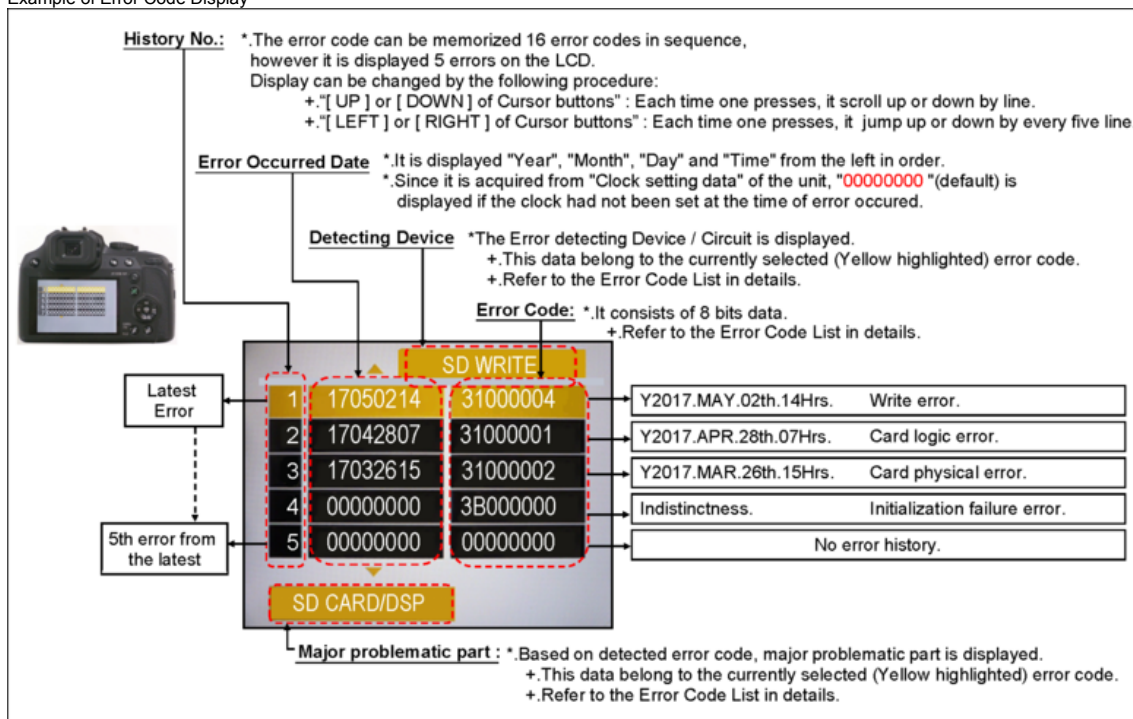 Example of Error Code Display
History No.: *.The error code can be memorized 16 error codes in sequence,
however it is displayed 5 errors on the LCD.
Display can be changed by the following procedure:
+."[ UP ] or [ DOWN ] of Cursor buttons" : Each time one presses, it scroll up or down by line.
+."[ LEFT ] or [ RIGHT ] of Cursor buttons" : Each time one presses, it jump up or down by every five line.
Error Occurred Date *.It is displayed "Year", "Month", "Day" and "Time" from the left in order.
*.Since it is acquired from "Clock setting data" of the unit, "00000000 "(default) is
displayed if the clock had not been set at the time of error occured.
Detecting Device *The Error detecting Device / Circuit is displayed.
+.This data belong to the currently selected (Yellow highlighted) error code.
+.Refer to the Error Code List in details.
Error Code: *.It consists of 8 bits data.
+.Refer to the Error Code List in details.
SD WRITE
Latest
Error
1 17050214 31000004 Y2017.MAY.02th.14Hrs. Write error.
2 17042807 31000001 Y2017.APR.28th.07Hrs. Card logic error.
3 17032615 31000002 Y2017.MAR.26th.15Hrs. Card physical error.
4 00000000 3B000000 Indistinctness. Initialization failure error.
5 00000000 00000000 No error history.
5th error from
the latest
SD CARD/DSP
Major problematic part : *.Based on detected error code, major problematic part is displayed.
+.This data belong to the currently selected (Yellow highlighted) error code.
+.Refer to the Error Code List in details.